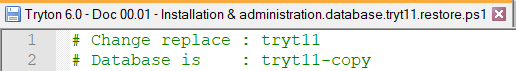 Tryton 6.0 - Doc 00.01 - Installation & administration.database.tryt11.restore.ps1
1 # Change replace : tryt11
2 # Database is    : tryt11-copy